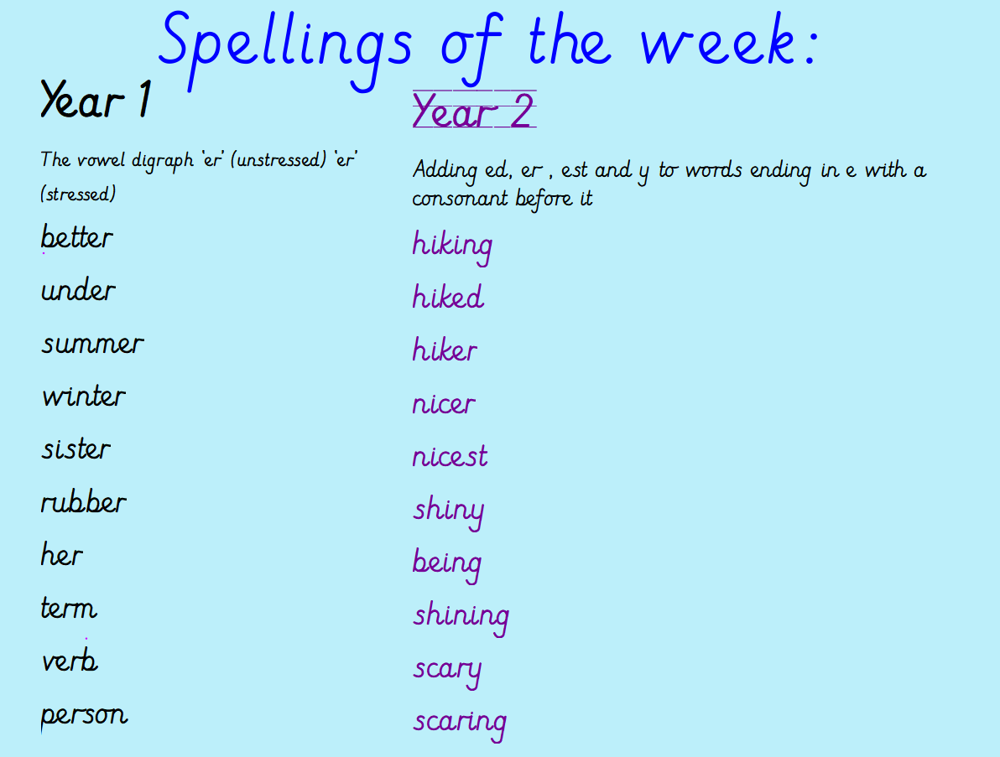 Spellings of the week:
Year 1
The vowel digraph ‘er’ (unstressed) ‘er’
(stressed)
better
under
summer
winter
sister
rubber
her
term
verb
person
Year 2
Adding ed, er , est and y to words ending in e with a
consonant before it
hiking
hiked
hiker
nicer
nicest
shiny
being
shining
scary
scaring